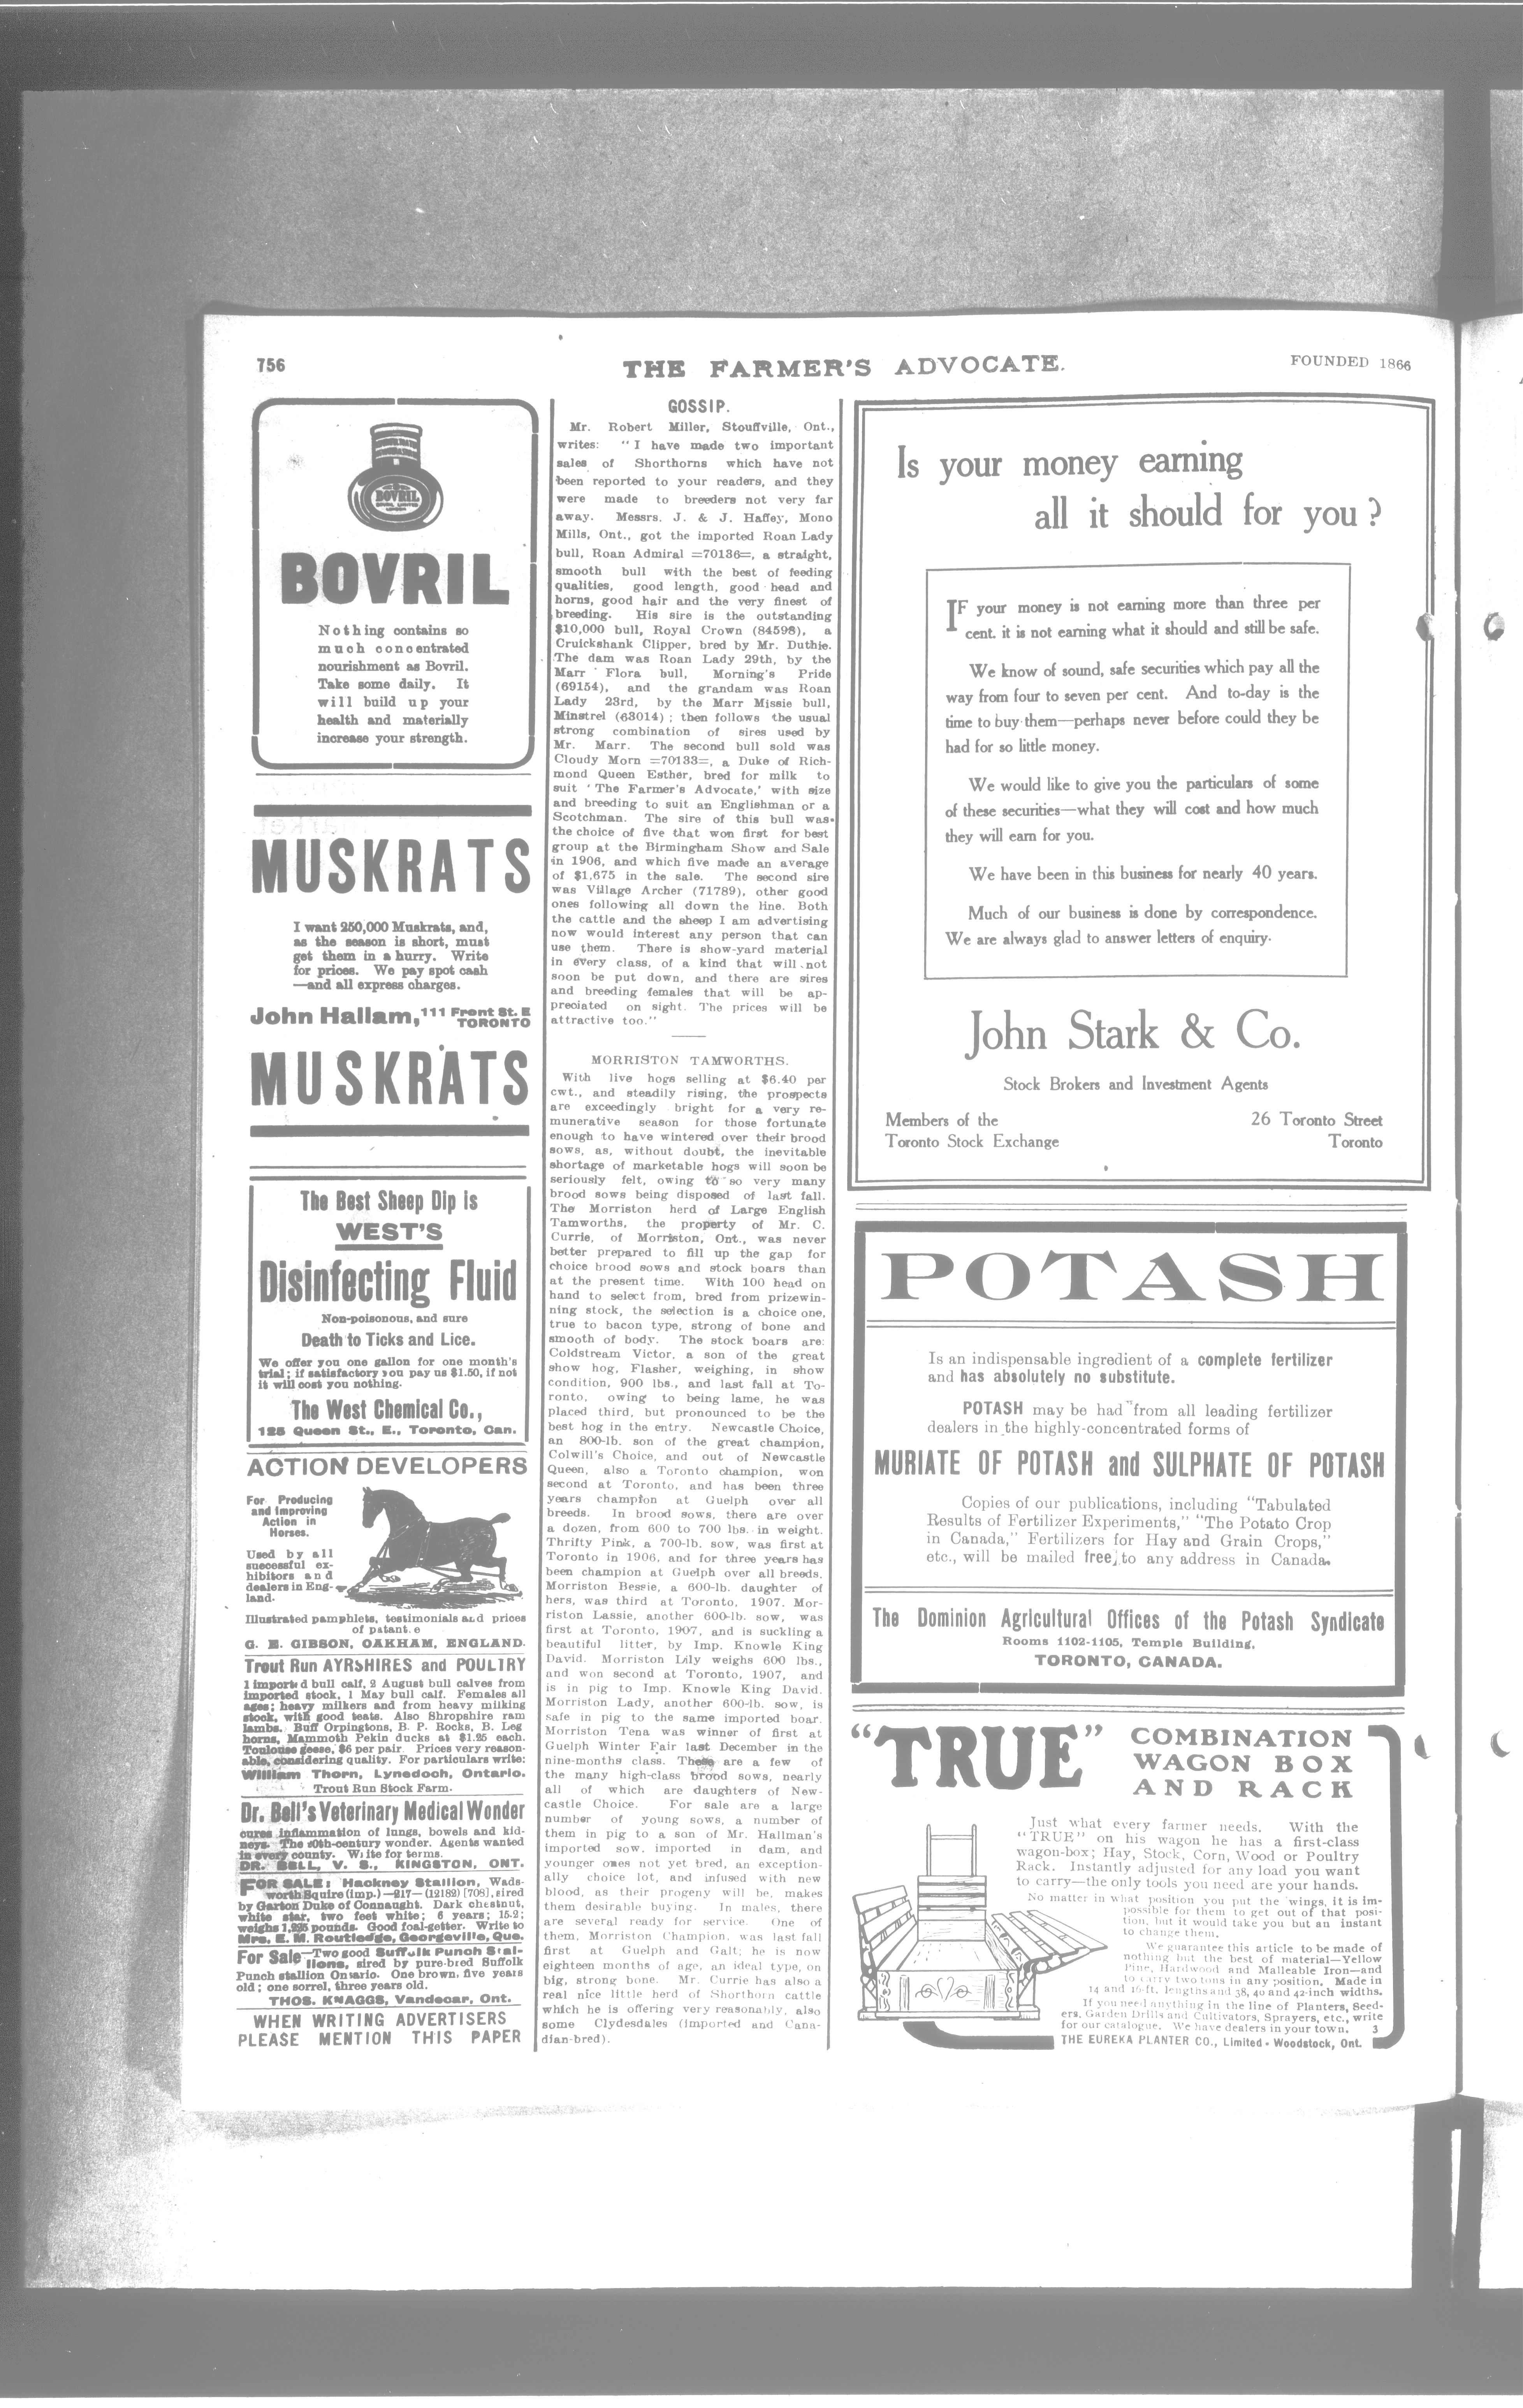 756
THE FARMER'S ADVOCATE.
FOUNDED 1866
BOVRIL
BOVRIL
Nothing contains so
much concentrated
nourishment as Bovril.
Take some daily. It
will build up your
health and materially
increase your strength.
MUSKRATS
I want 250,000 Muskrats, and,
as the season is short, must
get them in a hurry. Write
for prices. We pay spot cash
—and all express charges.
John Hallam, 111 Front St. E
TORONTO
MUSKRATS
The Best Sheep Dip is
WEST'S
Disinfecting Fluid
Non-poisonous, and sure
Death to Ticks and Lice.
We offer you one gallon for one month's
trial; if satisfactory you pay us $1.50, if not
it will cost you nothing.
The West Chemical Co.,
125 Queen St., E., Toronto, Can.
ACTION DEVELOPERS
For Producing
and Improving
Action in
Horses.
Used by all
successful ex-
hibitors and
dealers in Eng-
land.
Illustrated pamphlets, testimonials and prices
of patent e
G. E. GIBSON, OAKHAM, ENGLAND.
Trout Run AYRSHIRES and POULTRY
1 imported bull calf, 2 August bull calves from
imported stock, 1 May bull calf. Females all
ages; heavy milkers and from heavy milking
stock, with good teats. Also Shropshire ram
lambs. Buff Orpingtons, B. P. Rocks, B. Leg
horns, Mammoth Pekin ducks at $1.25 each.
Toulouse geese, $6 per pair. Prices very reason-
able, considering quality. For particulars write:
William Thorn, Lynedoch, Ontario.
Trout Run Stock Farm.
Dr. Bell's Veterinary Medical Wonder
cures inflammation of lungs, bowels and kid-
neys. The 20th-century wonder. Agents wanted
in every county. Write for terms.
DR. BELL, V. S., KINGSTON, ONT.
FOR SALE: Hackney Stallion, Wads-
worth Squire (imp.) —217— (12182) [708], sired
by Garton Duke of Connaught. Dark chestnut,
white star, two feet white; 6 years; 15-2;
weighs 1,225 pounds. Good foal-getter. Write to
Mrs. E. M. Routledge, Georgeville, Que.
For Sale—Two good Suffolk Punch Stal-
lions, sired by pure-bred Suffolk
Punch stallion Ontario. One brown, five years
old; one sorrel, three years old.
THOS. KNAGGS, Vandecar, Ont.
WHEN WRITING ADVERTISERS
PLEASE MENTION THIS PAPER
GOSSIP.
Mr. Robert Miller, Stouffville, Ont.,
writes: "I have made two important
sales of Shorthorns which have not
been reported to your readers, and they
were made to breeders not very far
away. Messrs. J. & J. Haffey, Mono
Mills, Ont., got the imported Roan Lady
bull, Roan Admiral =70136=, a straight,
smooth bull with the best of feeding
qualities, good length, good head and
horns, good hair and the very finest of
breeding. His sire is the outstanding
$10,000 bull, Royal Crown (84598), a
Cruickshank Clipper, bred by Mr. Duthie.
The dam was Roan Lady 29th, by the
Marr Flora bull, Morning's Pride
(69154), and the grandam was Roan
Lady 23rd, by the Marr Missie bull,
Minstrel (63014); then follows the usual
strong combination of sires used by
Mr. Marr. The second bull sold was
Cloudy Morn =70133=, a Duke of Rich-
mond Queen Esther, bred for milk to
suit 'The Farmer's Advocate,' with size
and breeding to suit an Englishman or a
Scotchman. The sire of this bull was
the choice of five that won first for best
group at the Birmingham Show and Sale
in 1906, and which five made an average
of $1,675 in the sale. The second sire
was Village Archer (71789), other good
ones following all down the line. Both
the cattle and the sheep I am advertising
now would interest any person that can
use them. There is show-yard material
in every class, of a kind that will not
soon be put down, and there are sires
and breeding females that will be ap-
preciated on sight. The prices will be
attractive too."
MORRISTON TAMWORTHS.
With live hogs selling at $6.40 per
cwt., and steadily rising, the prospects
are exceedingly bright for a very re-
munerative season for those fortunate
enough to have wintered over their brood
sows, as, without doubt, the inevitable
shortage of marketable hogs will soon be
seriously felt, owing to so very many
brood sows being disposed of last fall.
The Morriston herd of Large English
Tamworths, the property of Mr. C.
Currie, of Morriston, Ont., was never
better prepared to fill up the gap for
choice brood sows and stock boars than
at the present time. With 100 head on
hand to select from, bred from prizewin-
ning stock, the selection is a choice one,
true to bacon type, strong of bone and
smooth of body. The stock boars are:
Coldstream Victor, a son of the great
show hog, Flasher, weighing, in show
condition, 900 lbs., and last fall at To-
ronto, owing to being lame, he was
placed third, but pronounced to be the
best hog in the entry. Newcastle Choice,
an 800-lb. son of the great champion,
Colwill's Choice, and out of Newcastle
Queen, also a Toronto champion, won
second at Toronto, and has been three
years champion at Guelph over all
breeds. In brood sows, there are over
a dozen, from 600 to 700 lbs. in weight.
Thrifty Pink, a 700-lb. sow, was first at
Toronto in 1906, and for three years has
been champion at Guelph over all breeds.
Morriston Bessie, a 600-lb. daughter of
hers, was third at Toronto, 1907. Mor-
riston Lassie, another 600-lb. sow, was
first at Toronto, 1907, and is suckling a
beautiful litter, by Imp. Knowle King
David. Morriston Lily weighs 600 lbs.,
and won second at Toronto, 1907, and
is in pig to Imp. Knowle King David.
Morriston Lady, another 600-lb. sow, is
safe in pig to the same imported boar.
Morriston Tena was winner of first at
Guelph Winter Fair last December in the
nine-months class. These are a few of
the many high-class brood sows, nearly
all of which are daughters of New-
castle Choice. For sale are a large
number of young sows, a number of
them in pig to a son of Mr. Hallman's
imported sow, imported in dam, and
younger ones not yet bred, an exception-
ally choice lot, and infused with new
blood, as their progeny will be, makes
them desirable buying. In males, there
are several ready for service. One of
them, Morriston Champion, was last fall
first at Guelph and Galt; he is now
eighteen months of age, an ideal type, on
big, strong bone. Mr. Currie has also a
real nice little herd of Shorthorn cattle
which he is offering very reasonably, also
some Clydesdales (imported and Cana-
dian-bred).
Is your money earning
all it should for you?
IF your money is not earning more than three per
cent. it is not earning what it should and still be safe.
We know of sound, safe securities which pay all the
way from four to seven per cent. And to-day is the
time to buy them—perhaps never before could they be
had for so little money.
We would like to give you the particulars of some
of these securities—what they will cost and how much
they will earn for you.
We have been in this business for nearly 40 years.
Much of our business is done by correspondence.
We are always glad to answer letters of enquiry.
John Stark & Co.
Stock Brokers and Investment Agents
Members of the
Toronto Stock Exchange
26 Toronto Street
Toronto
POTASH
Is an indispensable ingredient of a complete fertilizer
and has absolutely no substitute.
POTASH may be had from all leading fertilizer
dealers in the highly-concentrated forms of
MURIATE OF POTASH and SULPHATE OF POTASH
Copies of our publications, including "Tabulated
Results of Fertilizer Experiments," "The Potato Crop
in Canada," Fertilizers for Hay and Grain Crops,"
etc., will be mailed free, to any address in Canada.
The Dominion Agricultural Offices of the Potash Syndicate
Rooms 1102-1105, Temple Building,
TORONTO, CANADA.
"TRUE"
COMBINATION
WAGON BOX
AND RACK
Just what every farmer needs. With the
"TRUE" on his wagon he has a first-class
wagon-box; Hay, Stock, Corn, Wood or Poultry
Rack. Instantly adjusted for any load you want
to carry—the only tools you need are your hands.
No matter in what position you put the wings, it is im-
possible for them to get out of that posi-
tion, but it would take you but an instant
to change them.
We guarantee this article to be made of
nothing but the best of material—Yellow
Pine, Hardwood and Malleable Iron—and
to carry two tons in any position. Made in
14 and 16-ft. lengths and 38, 40 and 42-inch widths.
If you need anything in the line of Planters, Seed-
ers, Garden Drills and Cultivators, Sprayers, etc., write
for our catalogue. We have dealers in your town. 3
THE EUREKA PLANTER CO., Limited - Woodstock, Ont.